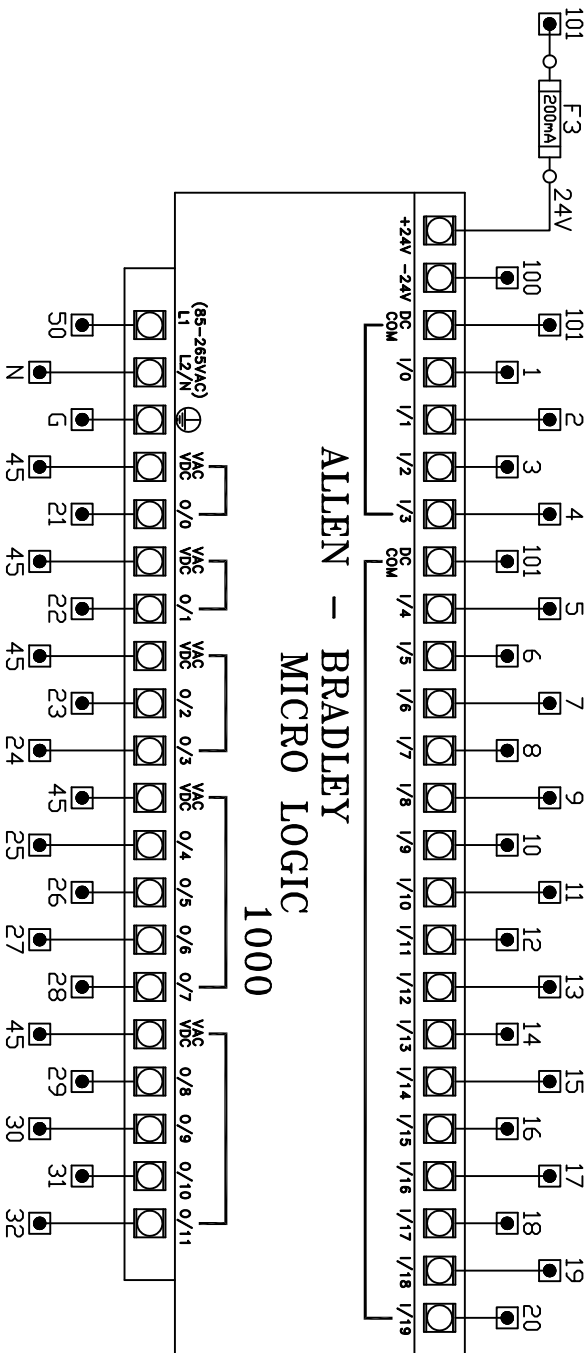 101
F3
200mA
24V
100 101 1 2 3 4 101 5 6 7 8 9 10 11 12 13 14 15 16 17 18 19 20
+24V -24V DC COM I/0 I/1 I/2 I/3 DC COM I/4 I/5 I/6 I/7 I/8 I/9 I/10 I/11 I/12 I/13 I/14 I/15 I/16 I/17 I/18 I/19
ALLEN - BRADLEY
MICRO LOGIC
1000
(85-265VAC)
L1 L2/N VAC VDC O/0 VAC VDC O/1 VAC VDC O/2 O/3 VAC VDC O/4 O/5 O/6 O/7 VAC VDC O/8 O/9 O/10 O/11
50 N G 45 21 45 22 45 23 24 45 25 26 27 28 45 29 30 31 32